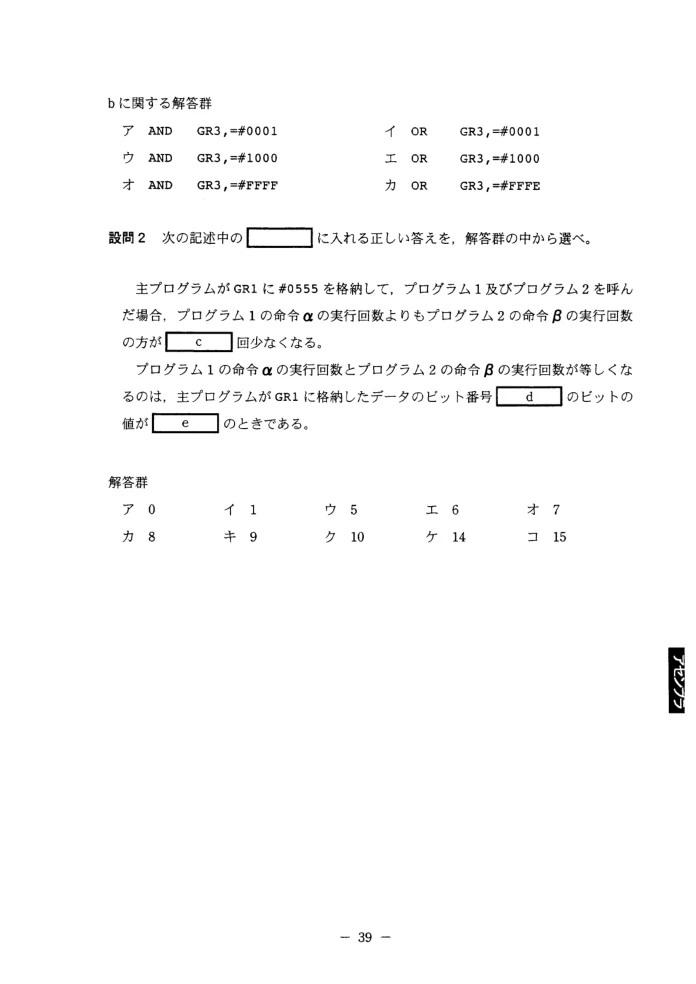 bに関する解答群
ア AND GR3,=#0001 イ OR GR3,=#0001
ウ AND GR3,=#1000 エ OR GR3,=#1000
オ AND GR3,=#FFFF カ OR GR3,=#FFFE
設問2 次の記述中の に入れる正しい答えを,解答群の中から選べ。
主プログラムがGR1に#0555を格納して,プログラム1及びプログラム2を呼ん
だ場合,プログラム1の命令αの実行回数よりもプログラム2の命令βの実行回数
の方が c 回少なくなる。
プログラム1の命令αの実行回数とプログラム2の命令βの実行回数が等しくな
るのは,主プログラムがGR1に格納したデータのビット番号 d のビットの
値が e のときである。
解答群
ア 0 イ 1 ウ 5 エ 6 オ 7
カ 8 キ 9 ク 10 ケ 14 コ 15
アセンブラ
- 39 -